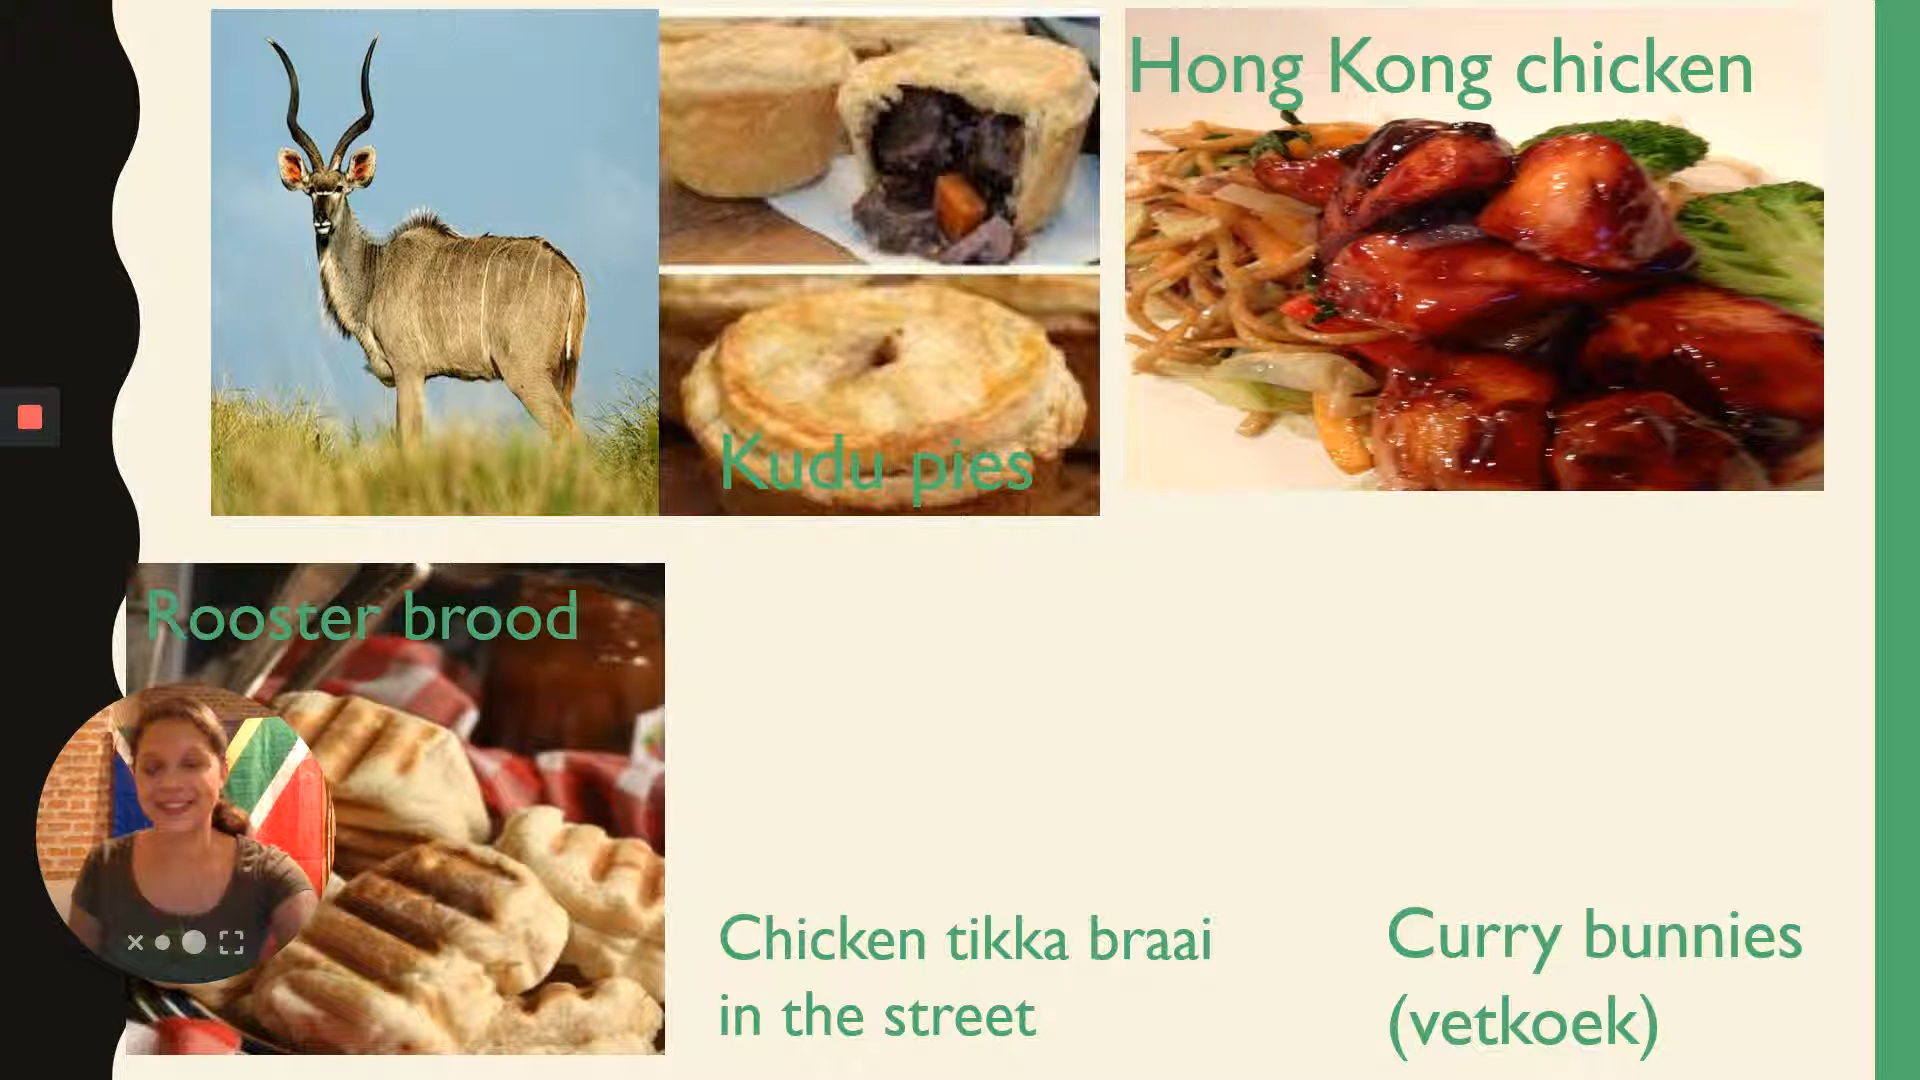 Hong Kong chicken
Kudu pies
Rooster brood
Chicken tikka braai
in the street
Curry bunnies
(vetkoek)